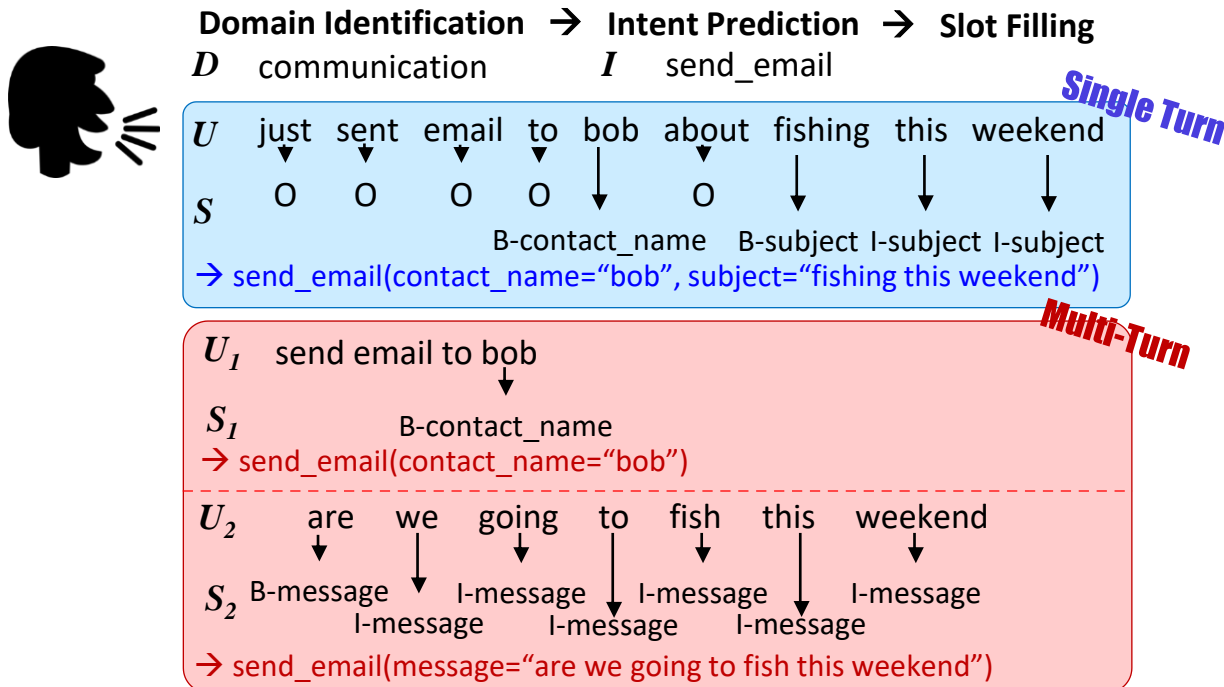 Domain Identification → Intent Prediction → Slot Filling
D communication I send_email
Single Turn
U just sent email to bob about fishing this weekend
S O O O O O
B-contact_name B-subject I-subject I-subject
→ send_email(contact_name=“bob”, subject=“fishing this weekend”)
Multi-Turn
U1 send email to bob
S1 B-contact_name
→ send_email(contact_name=“bob”)
U2 are we going to fish this weekend
S2 B-message I-message I-message I-message
I-message I-message I-message
→ send_email(message=“are we going to fish this weekend”)